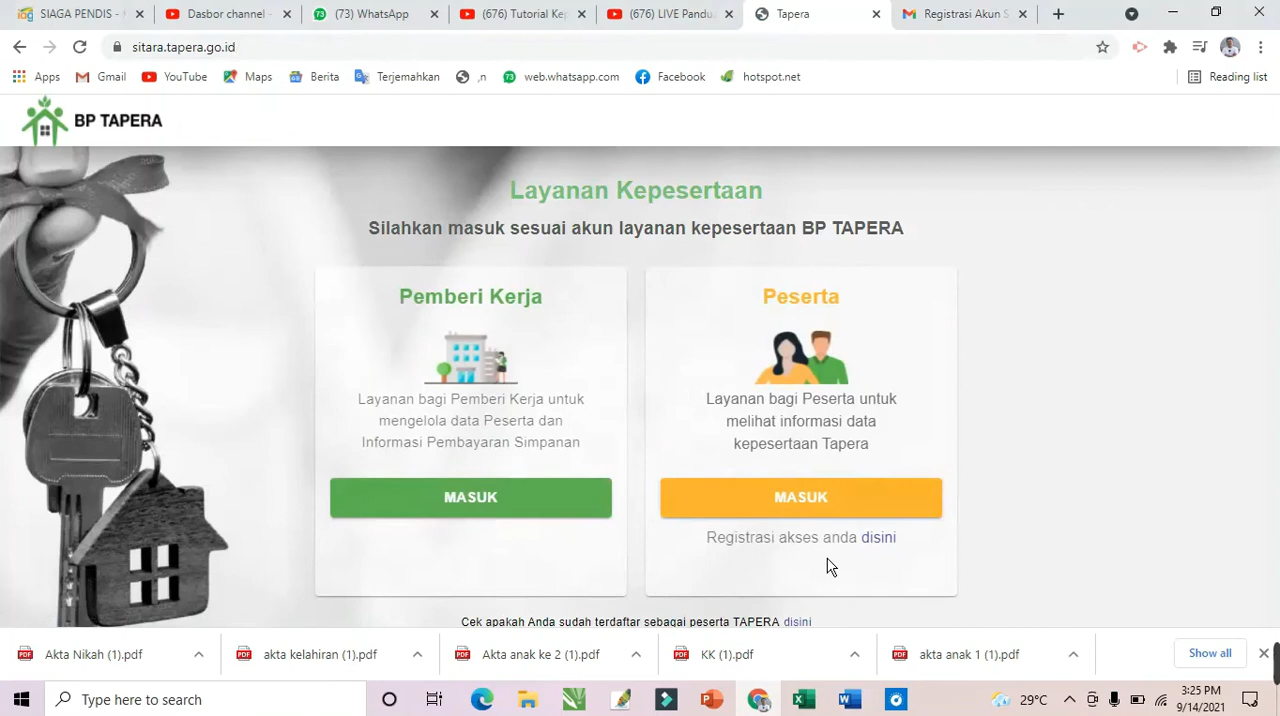 SIAGA PENDIS -
Dasbor channel -
(73) WhatsApp
(676) Tutorial Kep
(676) LIVE Pandu
Tapera
Registrasi Akun S
sitara.tapera.go.id
Apps
Gmail
YouTube
Maps
Berita
Terjemahkan
,n
73
web.whatsapp.com
Facebook
hotspot.net
Reading list
BP TAPERA
Layanan Kepesertaan
Silahkan masuk sesuai akun layanan kepesertaan BP TAPERA
Pemberi Kerja
Layanan bagi Pemberi Kerja untuk
mengelola data Peserta dan
Informasi Pembayaran Simpanan
MASUK
Peserta
Layanan bagi Peserta untuk
melihat informasi data
kepesertaan Tapera
MASUK
Registrasi akses anda disini
Cek apakah Anda sudah terdaftar sebagai peserta TAPERA disini
Akta Nikah (1).pdf
akta kelahiran (1).pdf
Akta anak ke 2 (1).pdf
KK (1).pdf
akta anak 1 (1).pdf
Show all
Type here to search
29°C
3:25 PM
9/14/2021